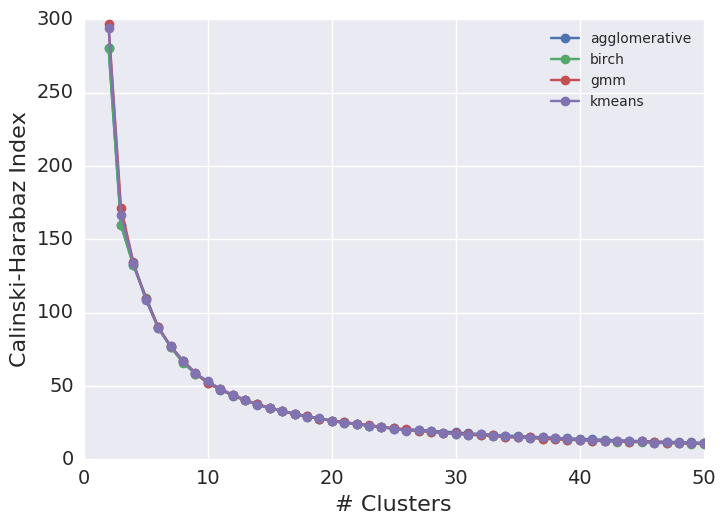 300
250
200
150
100
50
0
Calinski-Harabaz Index
agglomerative
birch
gmm
kmeans
0 10 20 30 40 50
# Clusters